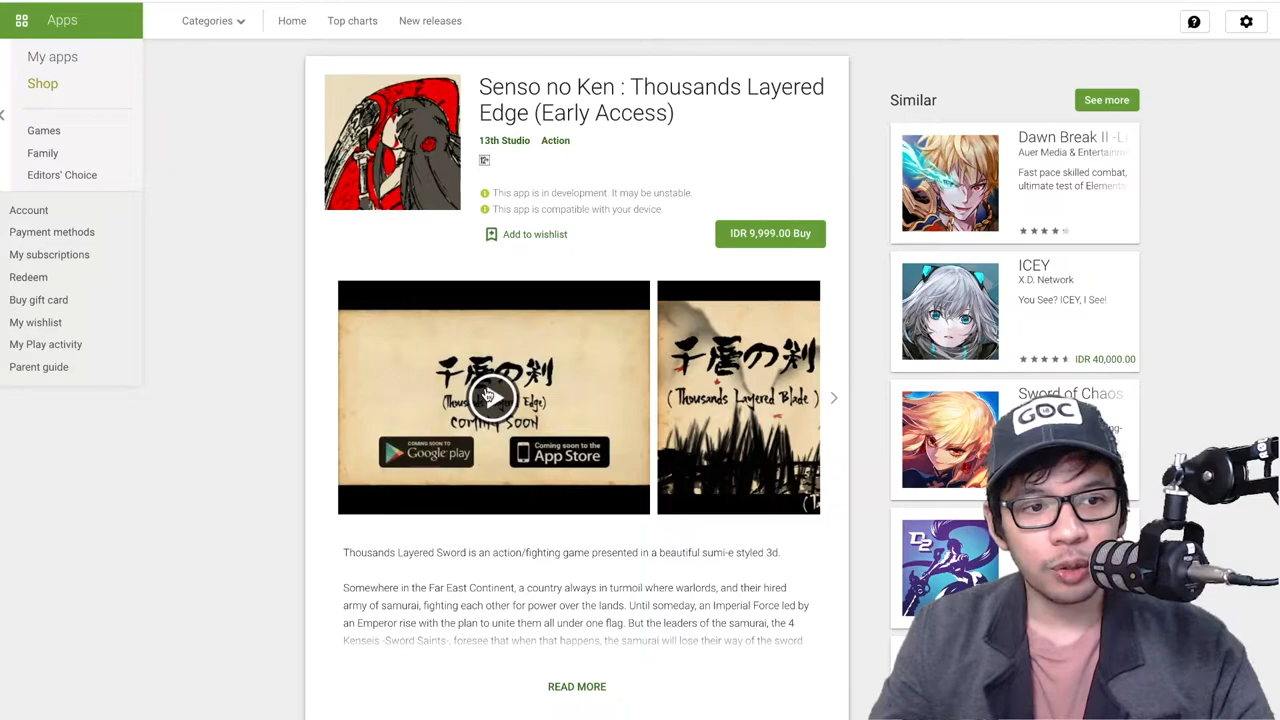 Apps
Categories
Home
Top charts
New releases
My apps
Shop
Games
Family
Editors' Choice
Account
Payment methods
My subscriptions
Redeem
Buy gift card
My wishlist
My Play activity
Parent guide
Senso no Ken : Thousands Layered
Edge (Early Access)
13th Studio
Action
12+
This app is in development. It may be unstable.
This app is compatible with your device.
Add to wishlist
IDR 9,999.00 Buy
COMING SOON
COMING SOON TO
Google play
Coming soon to the
App Store
(Thousands Layered Blade)
Thousands Layered Sword is an action/fighting game presented in a beautiful sumi-e styled 3d.
Somewhere in the Far East Continent, a country always in turmoil where warlords, and their hired
army of samurai, fighting each other for power over the lands. Until someday, an Imperial Force led by
an Emperor rise with the plan to unite them all under one flag. But the leaders of the samurai, the 4
Kenseis -Sword Saints-, foresee that when that happens, the samurai will lose their way of the sword
READ MORE
Similar
See more
Dawn Break II
Auer Media & Entertainm
Fast pace skilled combat,
ultimate test of Elements
ICEY
X.D. Network
You See? ICEY, I See!
IDR 40,000.00
Sword of Chaos
D2
GOC